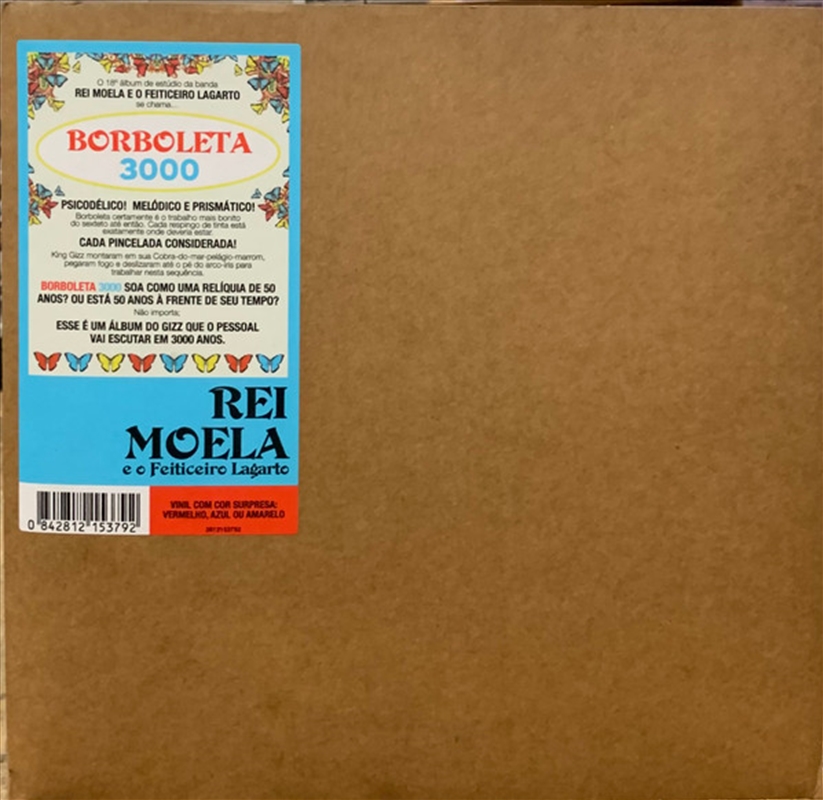 O 18º álbum de estúdio da banda
REI MOELA E O FEITICEIRO LAGARTO
se chama...
BORBOLETA
3000
PSICODÉLICO! MELÓDICO E PRISMÁTICO!
Borboleta certamente é o trabalho mais bonito
do sexteto até então. Cada respingo de tinta está
exatamente onde deveria estar.
CADA PINCELADA CONSIDERADA!
King Gizz montaram em sua Cobra-do-mar-pelágio-marrom,
pegaram fogo e deslizaram até o pé do arco-íris para
trabalhar nesta sequência.
BORBOLETA 3000 SOA COMO UMA RELÍQUIA DE 50
ANOS? OU ESTÁ 50 ANOS À FRENTE DE SEU TEMPO?
Não importa;
ESSE É UM ÁLBUM DO GIZZ QUE O PESSOAL
VAI ESCUTAR EM 3000 ANOS.
REI
MOELA
e o Feiticeiro Lagarto
0 842812 153792
VINIL COM COR SURPRESA:
VERMELHO, AZUL OU AMARELO